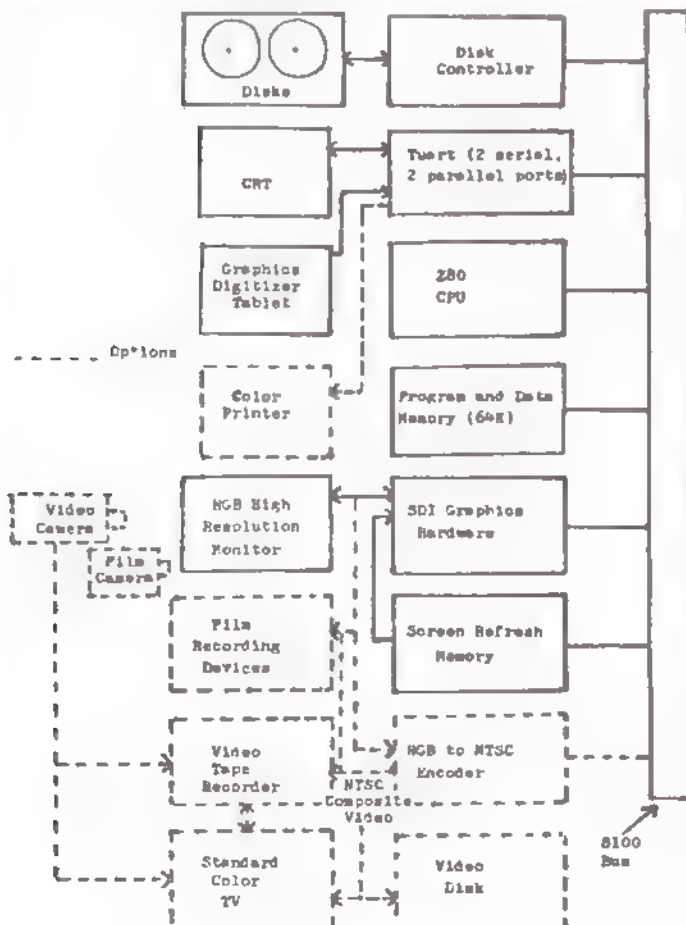 Disks
Disk
Controller
CRT
Tuart (2 serial,
2 parallel ports)
Graphics
Digitizer
Tablet
Z80
CPU
Options
Color
Printer
Program and Data
Memory (64K)
Video
Camera
Film
Camera
RGB High
Resolution
Monitor
SDI Graphics
Hardware
Film
Recording
Devices
Screen Refresh
Memory
Video
Tape
Recorder
RGB to NTSC
Encoder
NTSC
Composite
Video
Standard
Color
TV
Video
Disk
S100
Bus